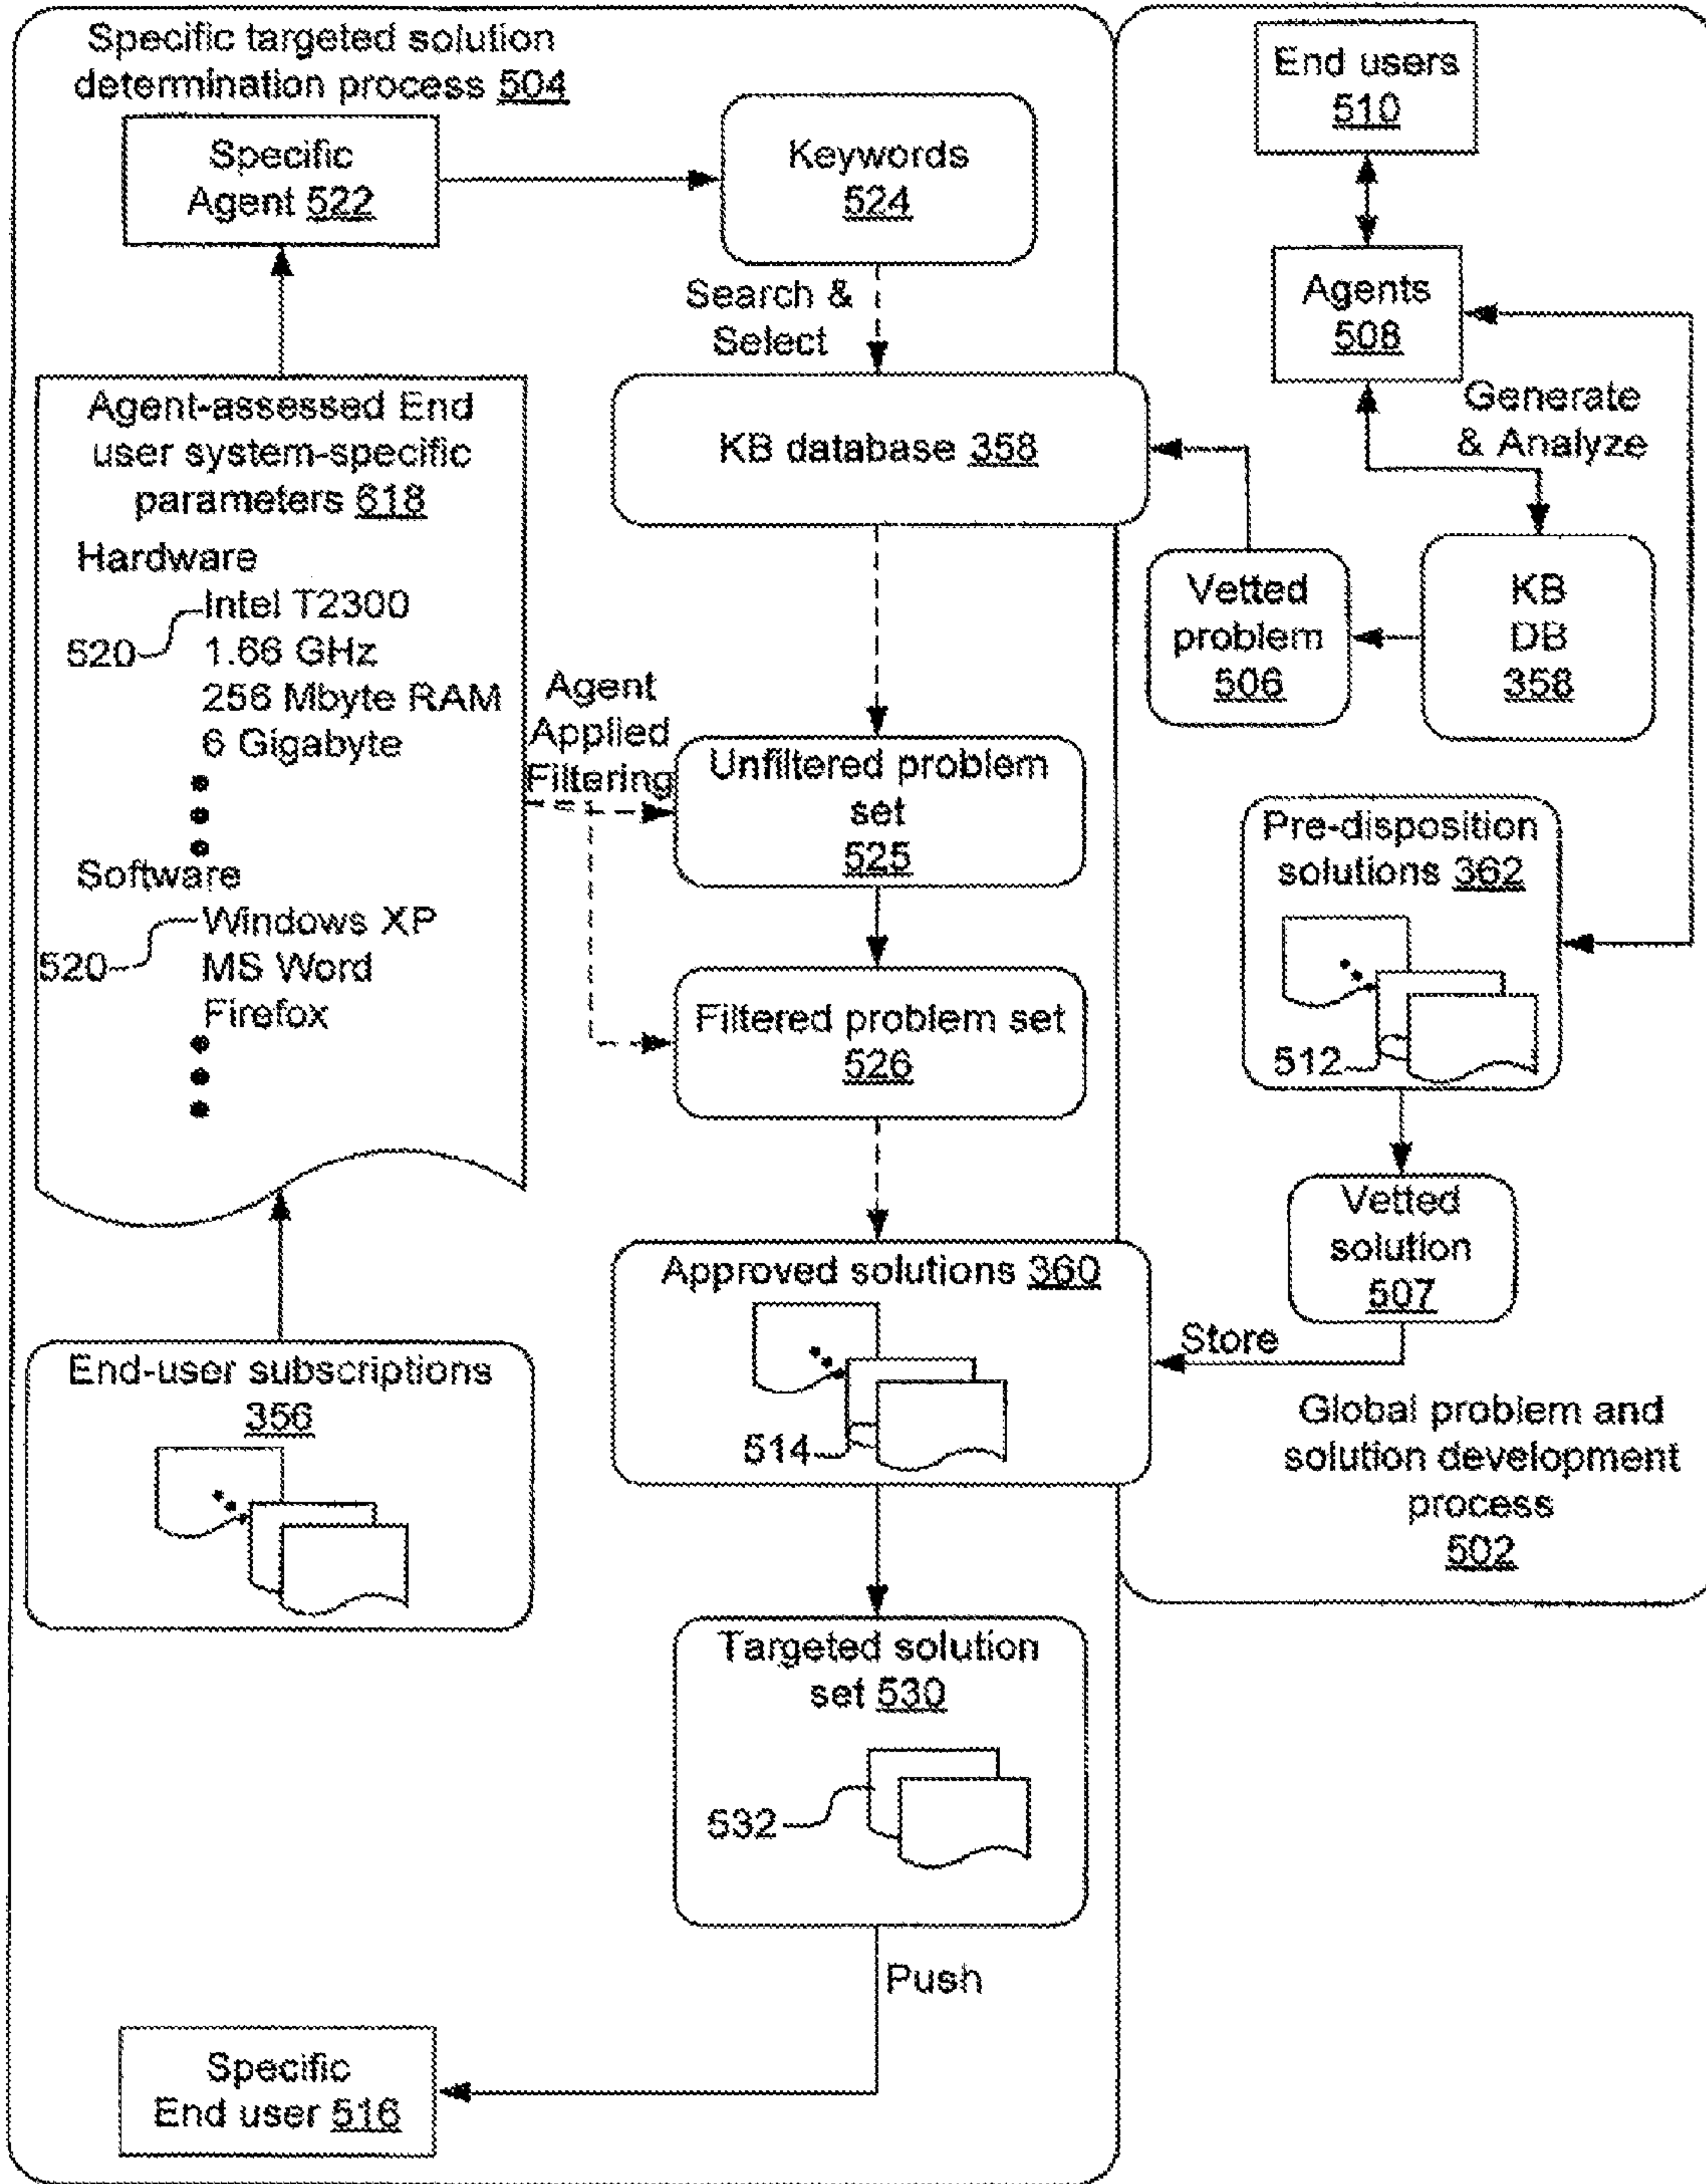 Specific targeted solution
determination process 504
Specific
Agent 522
Keywords
524
Search &
Select
Agent-assessed End
user system-specific
parameters 618
Hardware
Intel T2300
520
1.66 GHz
256 Mbyte RAM
6 Gigabyte
Software
Windows XP
520
MS Word
Firefox
KB database 358
Agent
Applied
Filtering
Unfiltered problem
set
525
Filtered problem set
526
Approved solutions 360
514
End-user subscriptions
356
Targeted solution
set 530
532
Push
Specific
End user 516
End users
510
Agents
508
Generate
& Analyze
Vetted
problem
506
KB
DB
358
Pre-disposition
solutions 362
512
Vetted
solution
507
Store
Global problem and
solution development
process
502